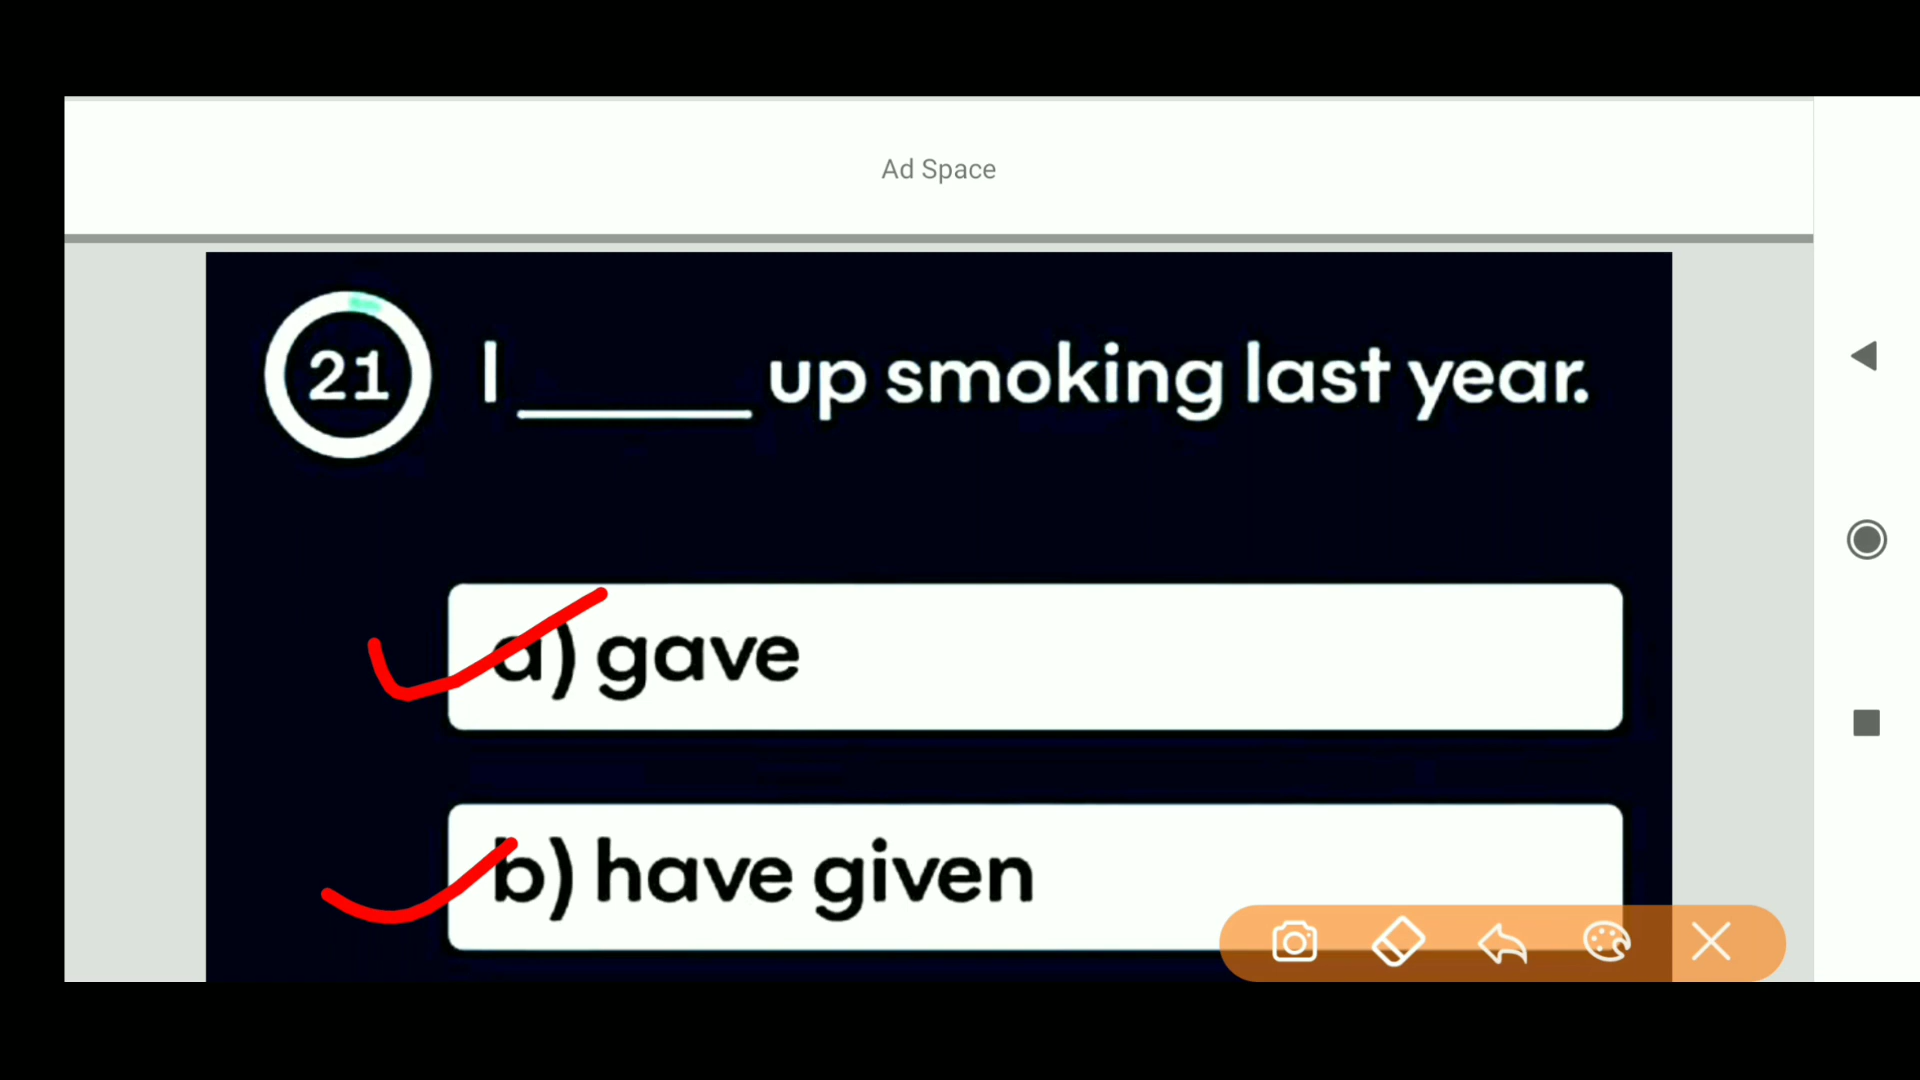 Ad Space
21 I ______ up smoking last year.
a) gave
b) have given